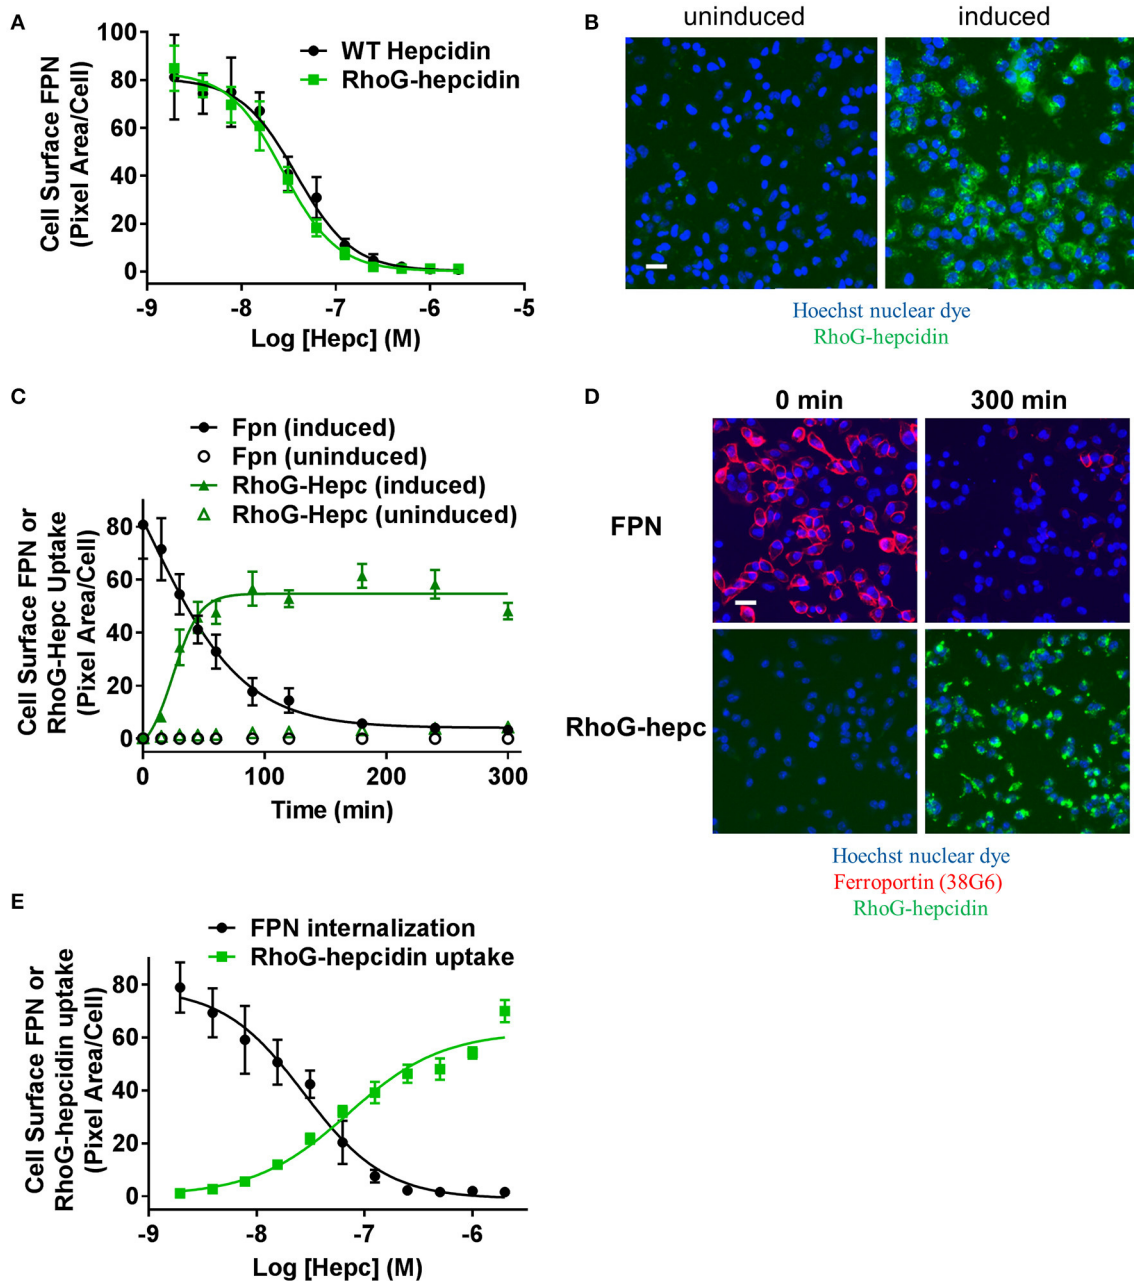 A
Cell Surface FPN
(Pixel Area/Cell)
100
80
60
40
20
0
WT Hepcidin
RhoG-hepcidin
-9
-8
-7
-6
-5
Log [Hepc] (M)
B
uninduced
induced
Hoechst nuclear dye
RhoG-hepcidin
C
Fpn (induced)
Fpn (uninduced)
RhoG-Hepc (induced)
RhoG-Hepc (uninduced)
Cell Surface FPN or
RhoG-Hepc Uptake
(Pixel Area/Cell)
80
60
40
20
0
0
100
200
300
Time (min)
D
0 min
300 min
FPN
RhoG-hepc
Hoechst nuclear dye
Ferroportin (38G6)
RhoG-hepcidin
E
FPN internalization
RhoG-hepcidin uptake
Cell Surface FPN or
RhoG-hepcidin uptake
(Pixel Area/Cell)
80
60
40
20
0
-9
-8
-7
-6
Log [Hepc] (M)